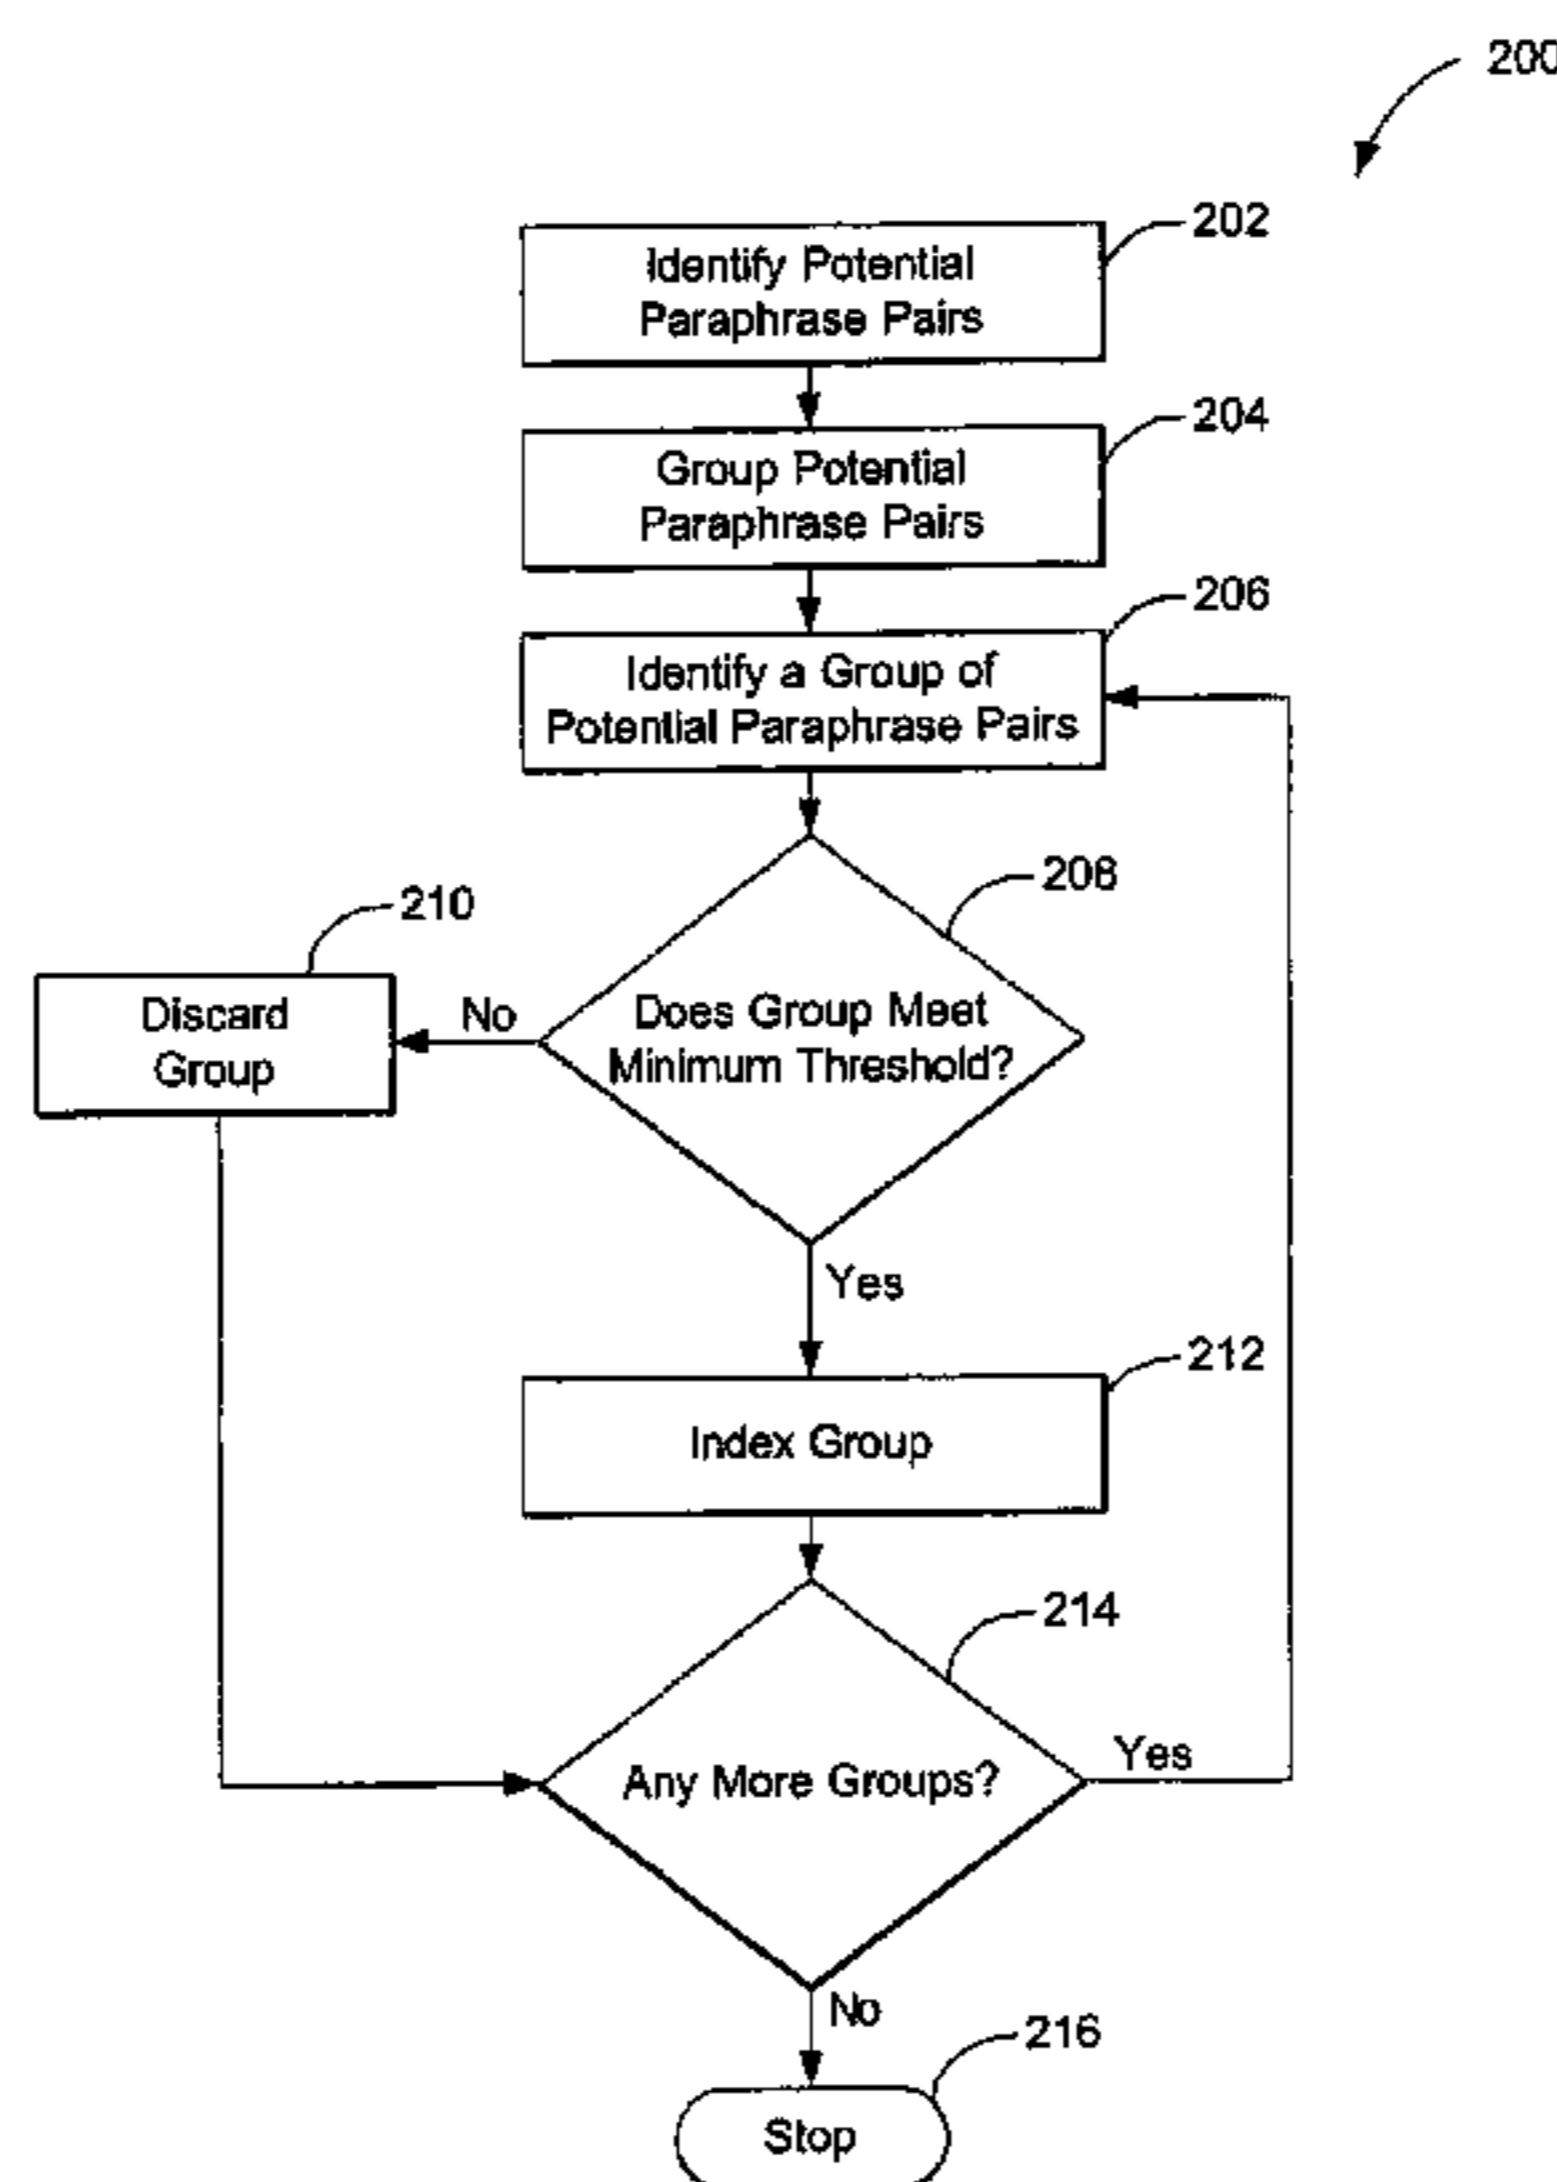 200
202
Identify Potential
Paraphrase Pairs
204
Group Potential
Paraphrase Pairs
206
Identify a Group of
Potential Paraphrase Pairs
208
210
Does Group Meet
Minimum Threshold?
No
Discard
Group
Yes
212
Index Group
214
Any More Groups?
Yes
No
216
Stop